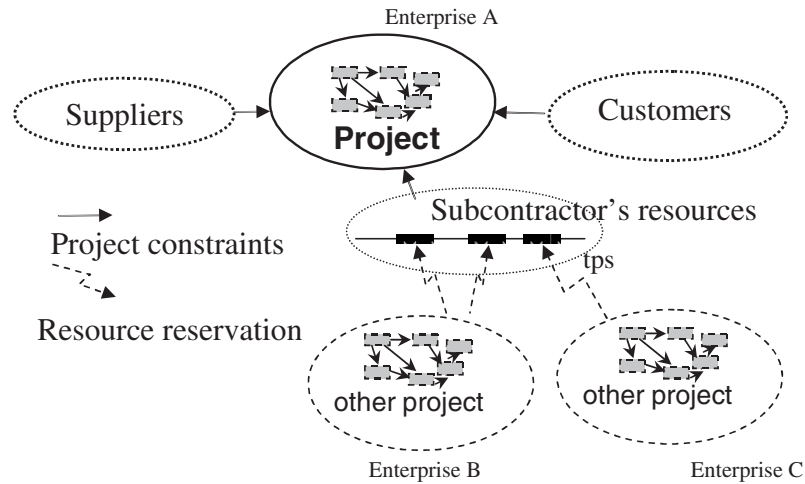 Enterprise A
Suppliers
Project
Customers
Subcontractor's resources
Project constraints
tps
Resource reservation
other project
other project
Enterprise B
Enterprise C